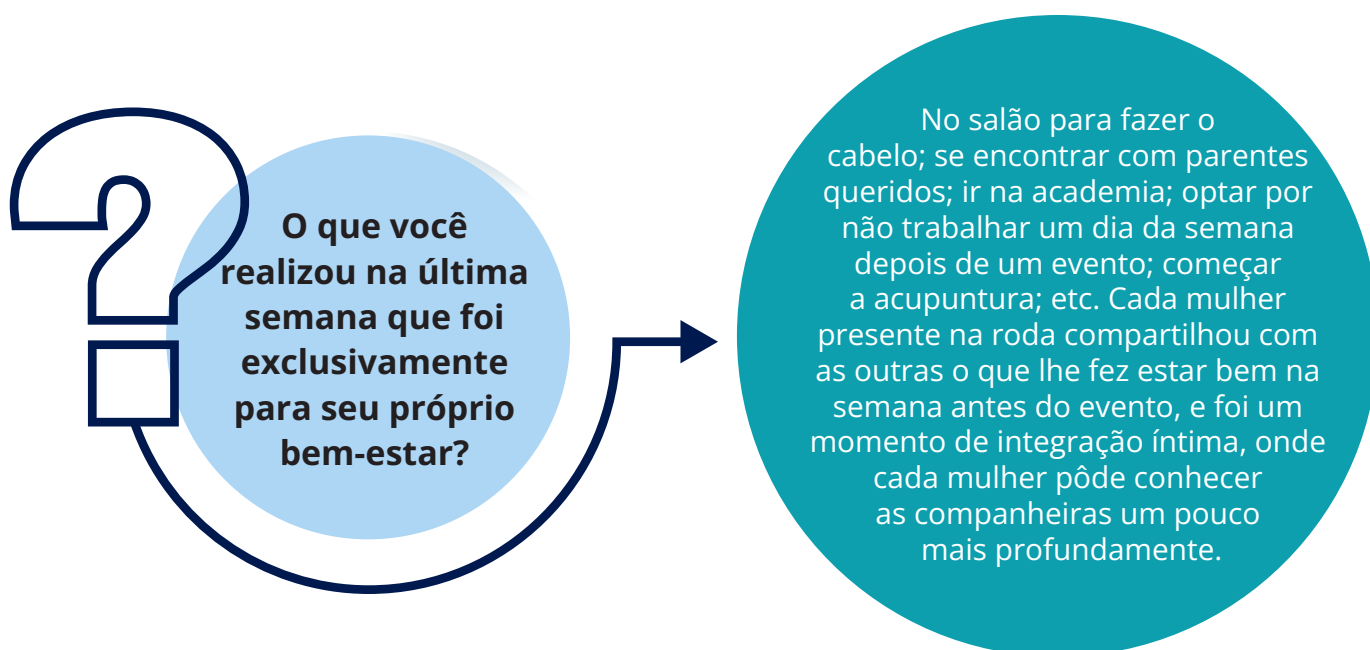 O que você
realizou na última
semana que foi
exclusivamente
para seu próprio
bem-estar?
No salão para fazer o
cabelo; se encontrar com parentes
queridos; ir na academia; optar por
não trabalhar um dia da semana
depois de um evento; começar
a acupuntura; etc. Cada mulher
presente na roda compartilhou com
as outras o que lhe fez estar bem na
semana antes do evento, e foi um
momento de integração íntima, onde
cada mulher pôde conhecer
as companheiras um pouco
mais profundamente.